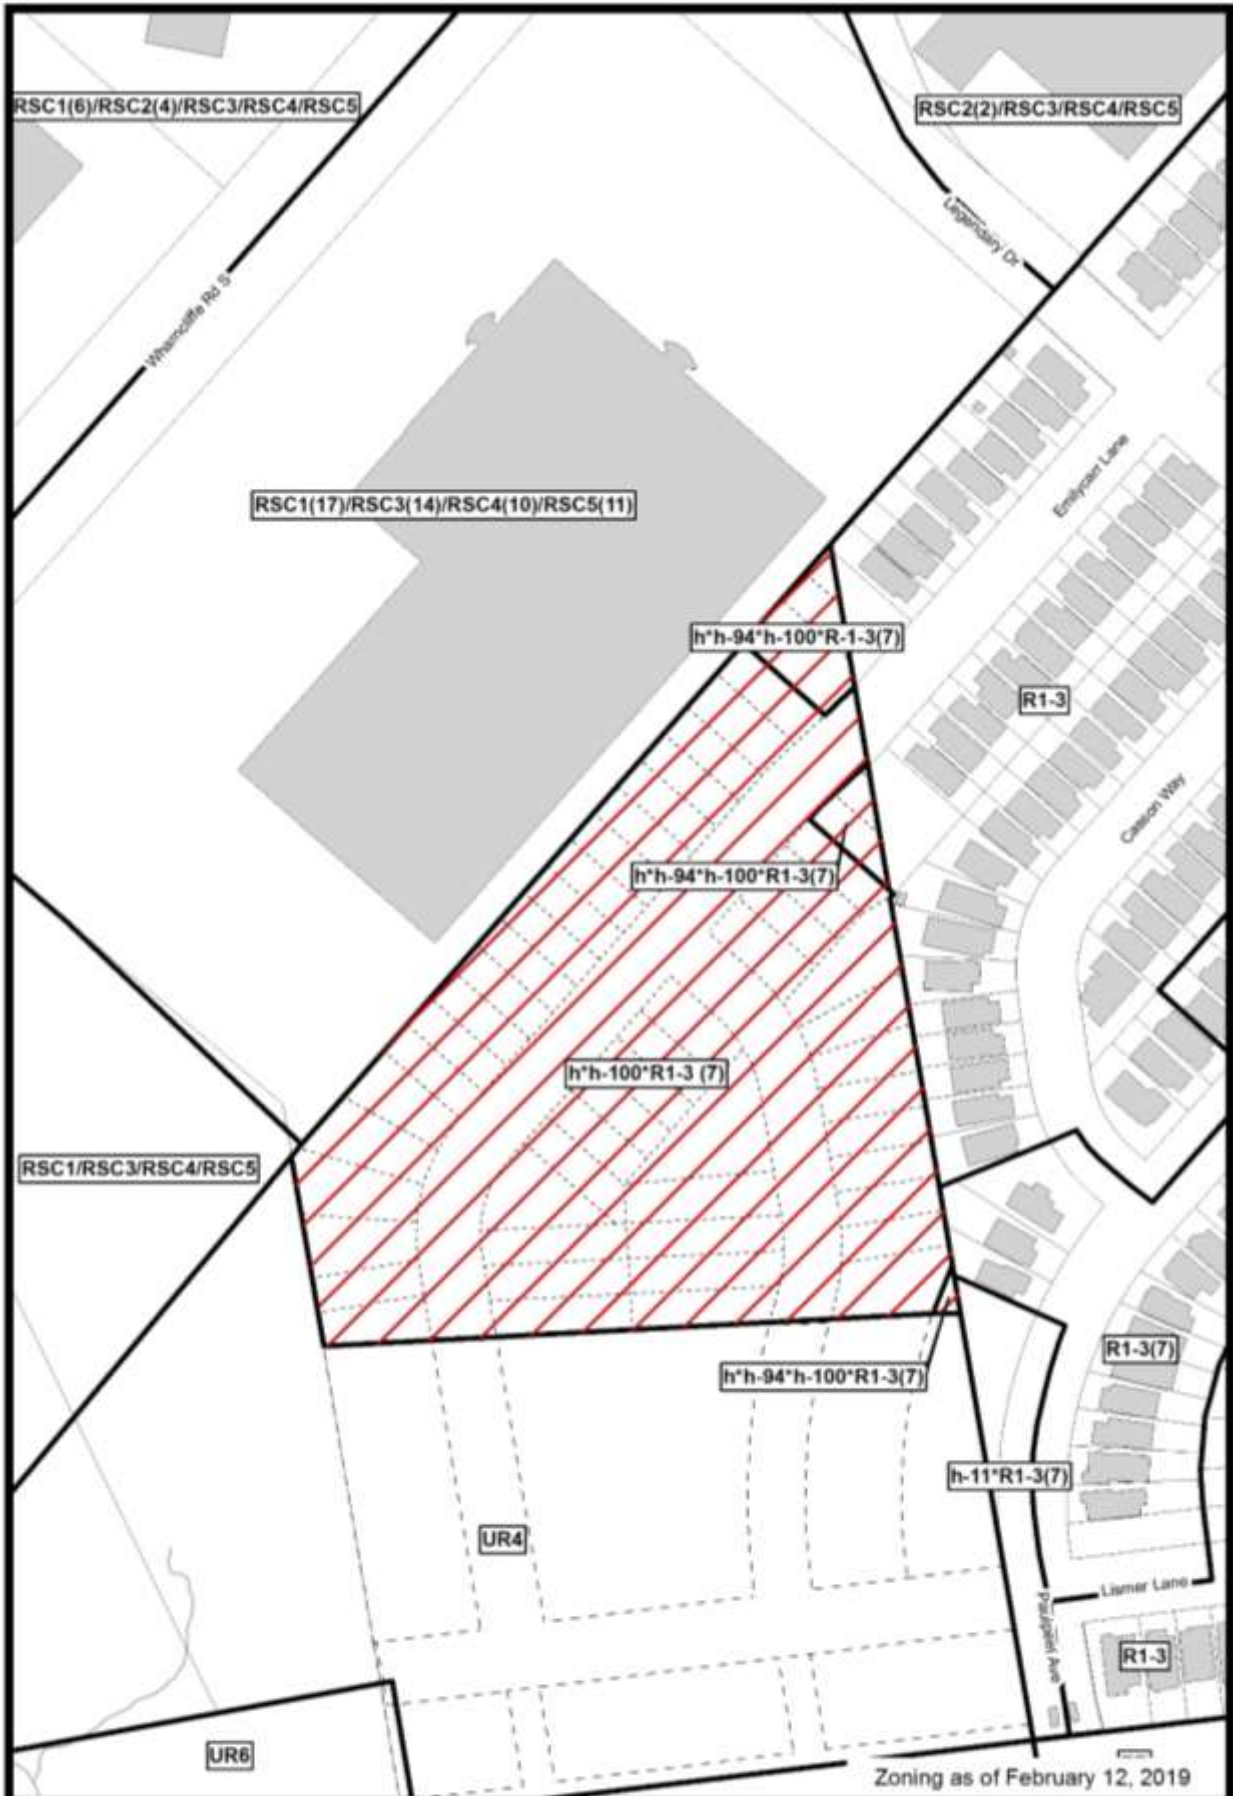 RSC1(6)/RSC2(4)/RSC3/RSC4/RSC5
RSC2(2)/RSC3/RSC4/RSC5
Legendary Dr
Wharncliffe Rd S
Emilycarr Lane
RSC1(17)/RSC3(14)/RSC4(10)/RSC5(11)
h*h-94*h-100*R-1-3(7)
R1-3
Casson Way
h*h-94*h-100*R1-3(7)
h*h-100*R1-3 (7)
RSC1/RSC3/RSC4/RSC5
R1-3(7)
h*h-94*h-100*R1-3(7)
h-11*R1-3(7)
UR4
Lismer Lane
Paulpeel Ave
R1-3
UR6
Zoning as of February 12, 2019